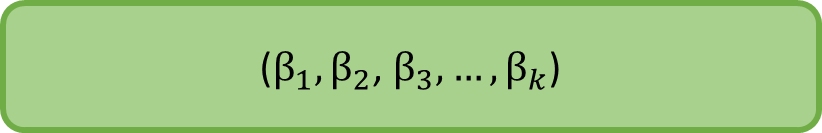 (β₁, β₂, β₃, ..., βₖ)